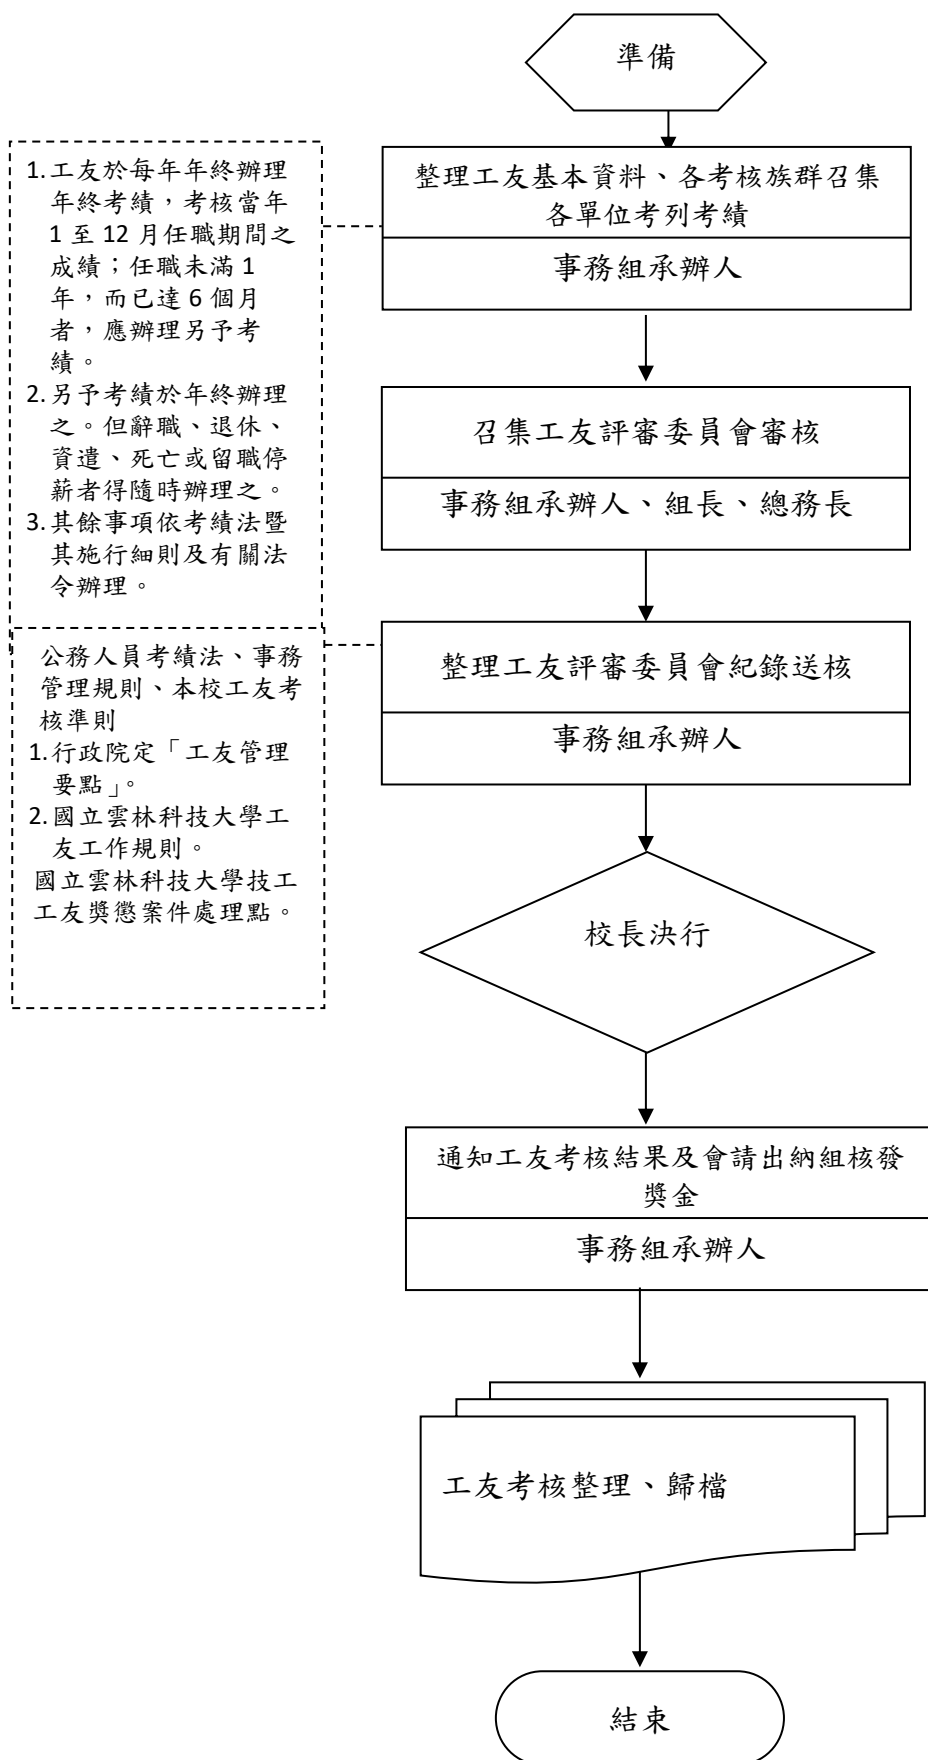 準備
整理工友基本資料、各考核族群召集
各單位考列考績
事務組承辦人
1.工友於每年年終辦理
年終考績，考核當年
1 至 12 月任職期間之
成績；任職未滿 1
年，而已達 6 個月
者，應辦理另予考
績。
2.另予考績於年終辦理
之。但辭職、退休、
資遣、死亡或留職停
薪者得隨時辦理之。
3.其餘事項依考績法暨
其施行細則及有關法
令辦理。
召集工友評審委員會審核
事務組承辦人、組長、總務長
整理工友評審委員會紀錄送核
事務組承辦人
公務人員考績法、事務
管理規則、本校工友考
核準則
1.行政院定「工友管理
要點」。
2.國立雲林科技大學工
友工作規則。
國立雲林科技大學技工
工友獎懲案件處理點。
校長決行
通知工友考核結果及會請出納組核發
獎金
事務組承辦人
工友考核整理、歸檔
結束